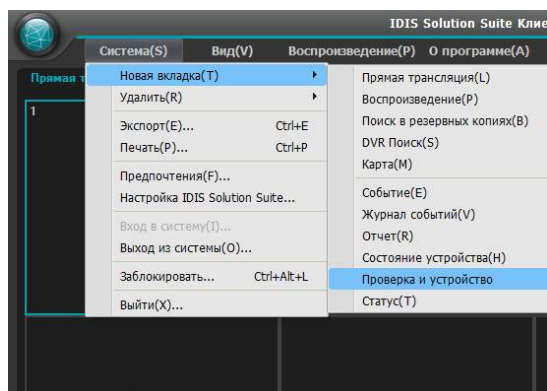 IDIS Solution Suite Кли
Система(S) Вид(V) Воспроизведение(P) О программе(A)
Прямая т
1
Новая вкладка(T)
Удалить(R)
Экспорт(E)... Ctrl+E
Печать(P)... Ctrl+P
Предпочтения(F)...
Настройка IDIS Solution Suite...
Вход в систему(I)...
Выход из системы(O)...
Заблокировать... Ctrl+Alt+L
Выйти(X)...
Прямая трансляция(L)
Воспроизведение(P)
Поиск в резервных копиях(B)
DVR Поиск(S)
Карта(M)
Событие(E)
Журнал событий(V)
Отчет(R)
Состояние устройства(H)
Проверка и устройство
Статус(T)